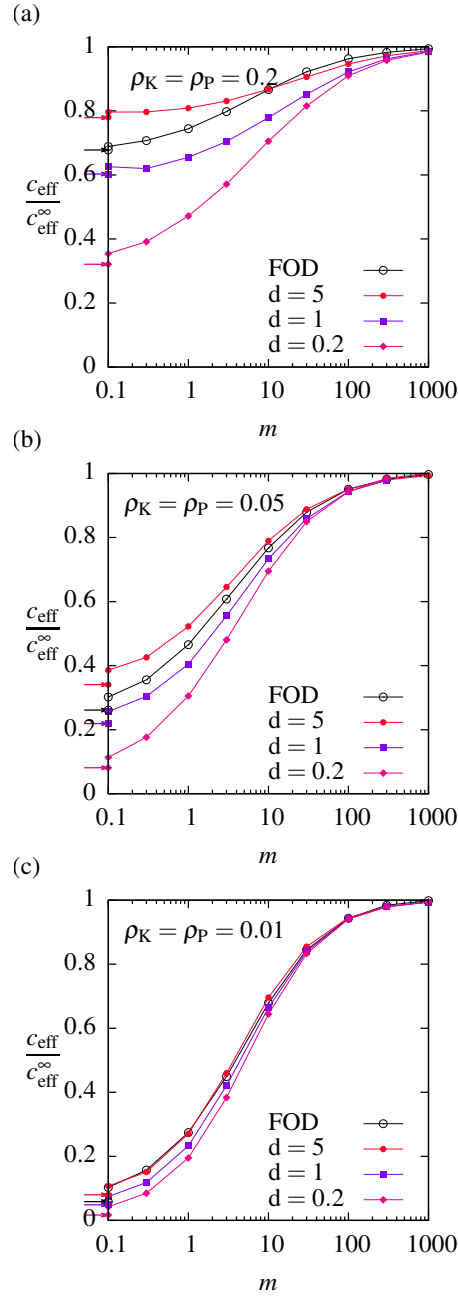 (a)
1
ρK = ρP = 0.2
0.8
0.6
ceff
c∞eff
0.4
FOD
d = 5
0.2
d = 1
d = 0.2
0
0.1 1 10 100 1000
m
(b)
1
ρK = ρP = 0.05
0.8
0.6
ceff
c∞eff
0.4
FOD
d = 5
0.2
d = 1
d = 0.2
0
0.1 1 10 100 1000
m
(c)
1
ρK = ρP = 0.01
0.8
0.6
ceff
c∞eff
0.4
FOD
d = 5
0.2
d = 1
d = 0.2
0
0.1 1 10 100 1000
m